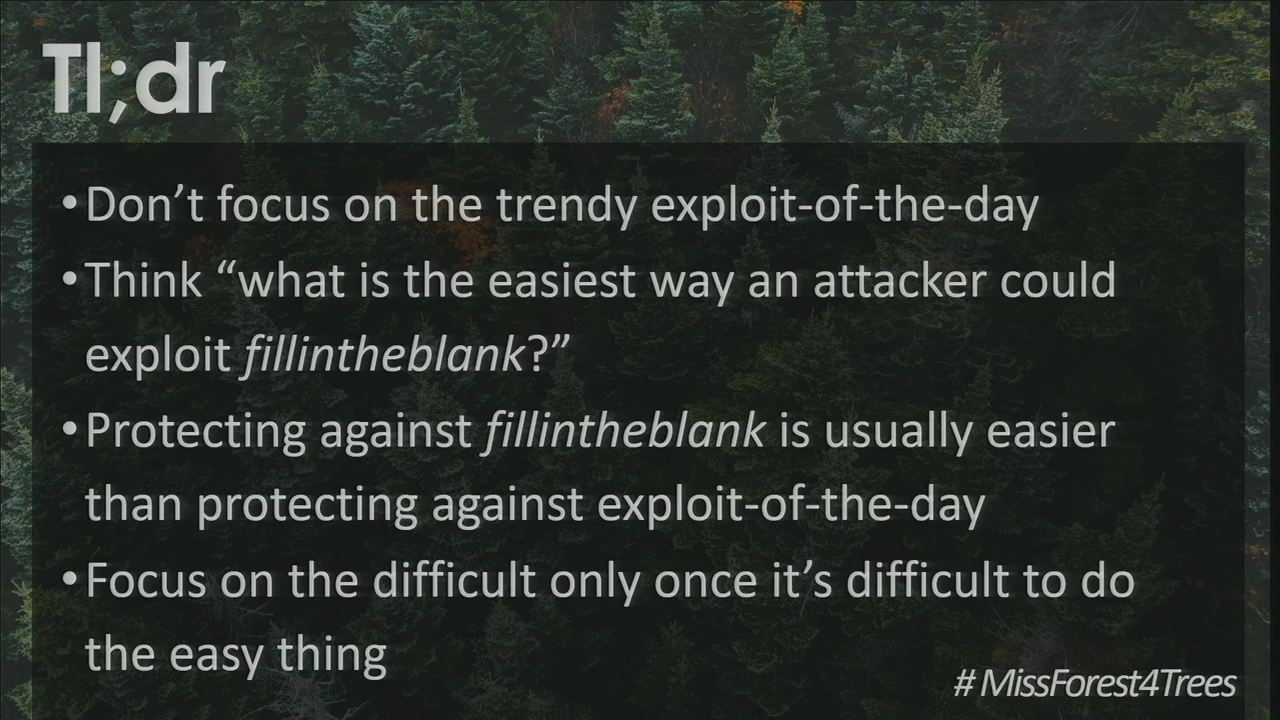 Tl;dr
•Don’t focus on the trendy exploit-of-the-day
•Think “what is the easiest way an attacker could
exploit fillintheblank?”
•Protecting against fillintheblank is usually easier
than protecting against exploit-of-the-day
•Focus on the difficult only once it’s difficult to do
the easy thing
# MissForest4Trees